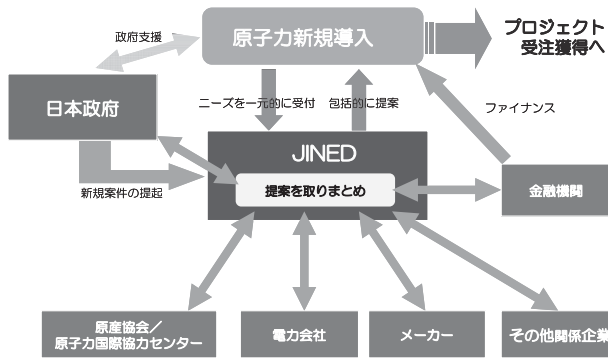 政府支援
原子力新規導入
プロジェクト
受注獲得へ
日本政府
ニーズを一元的に受付
包括的に提案
ファイナンス
JINED
提案を取りまとめ
新規案件の提起
金融機関
原産協会／
原子力国際協力センター
電力会社
メーカー
その他関係企業